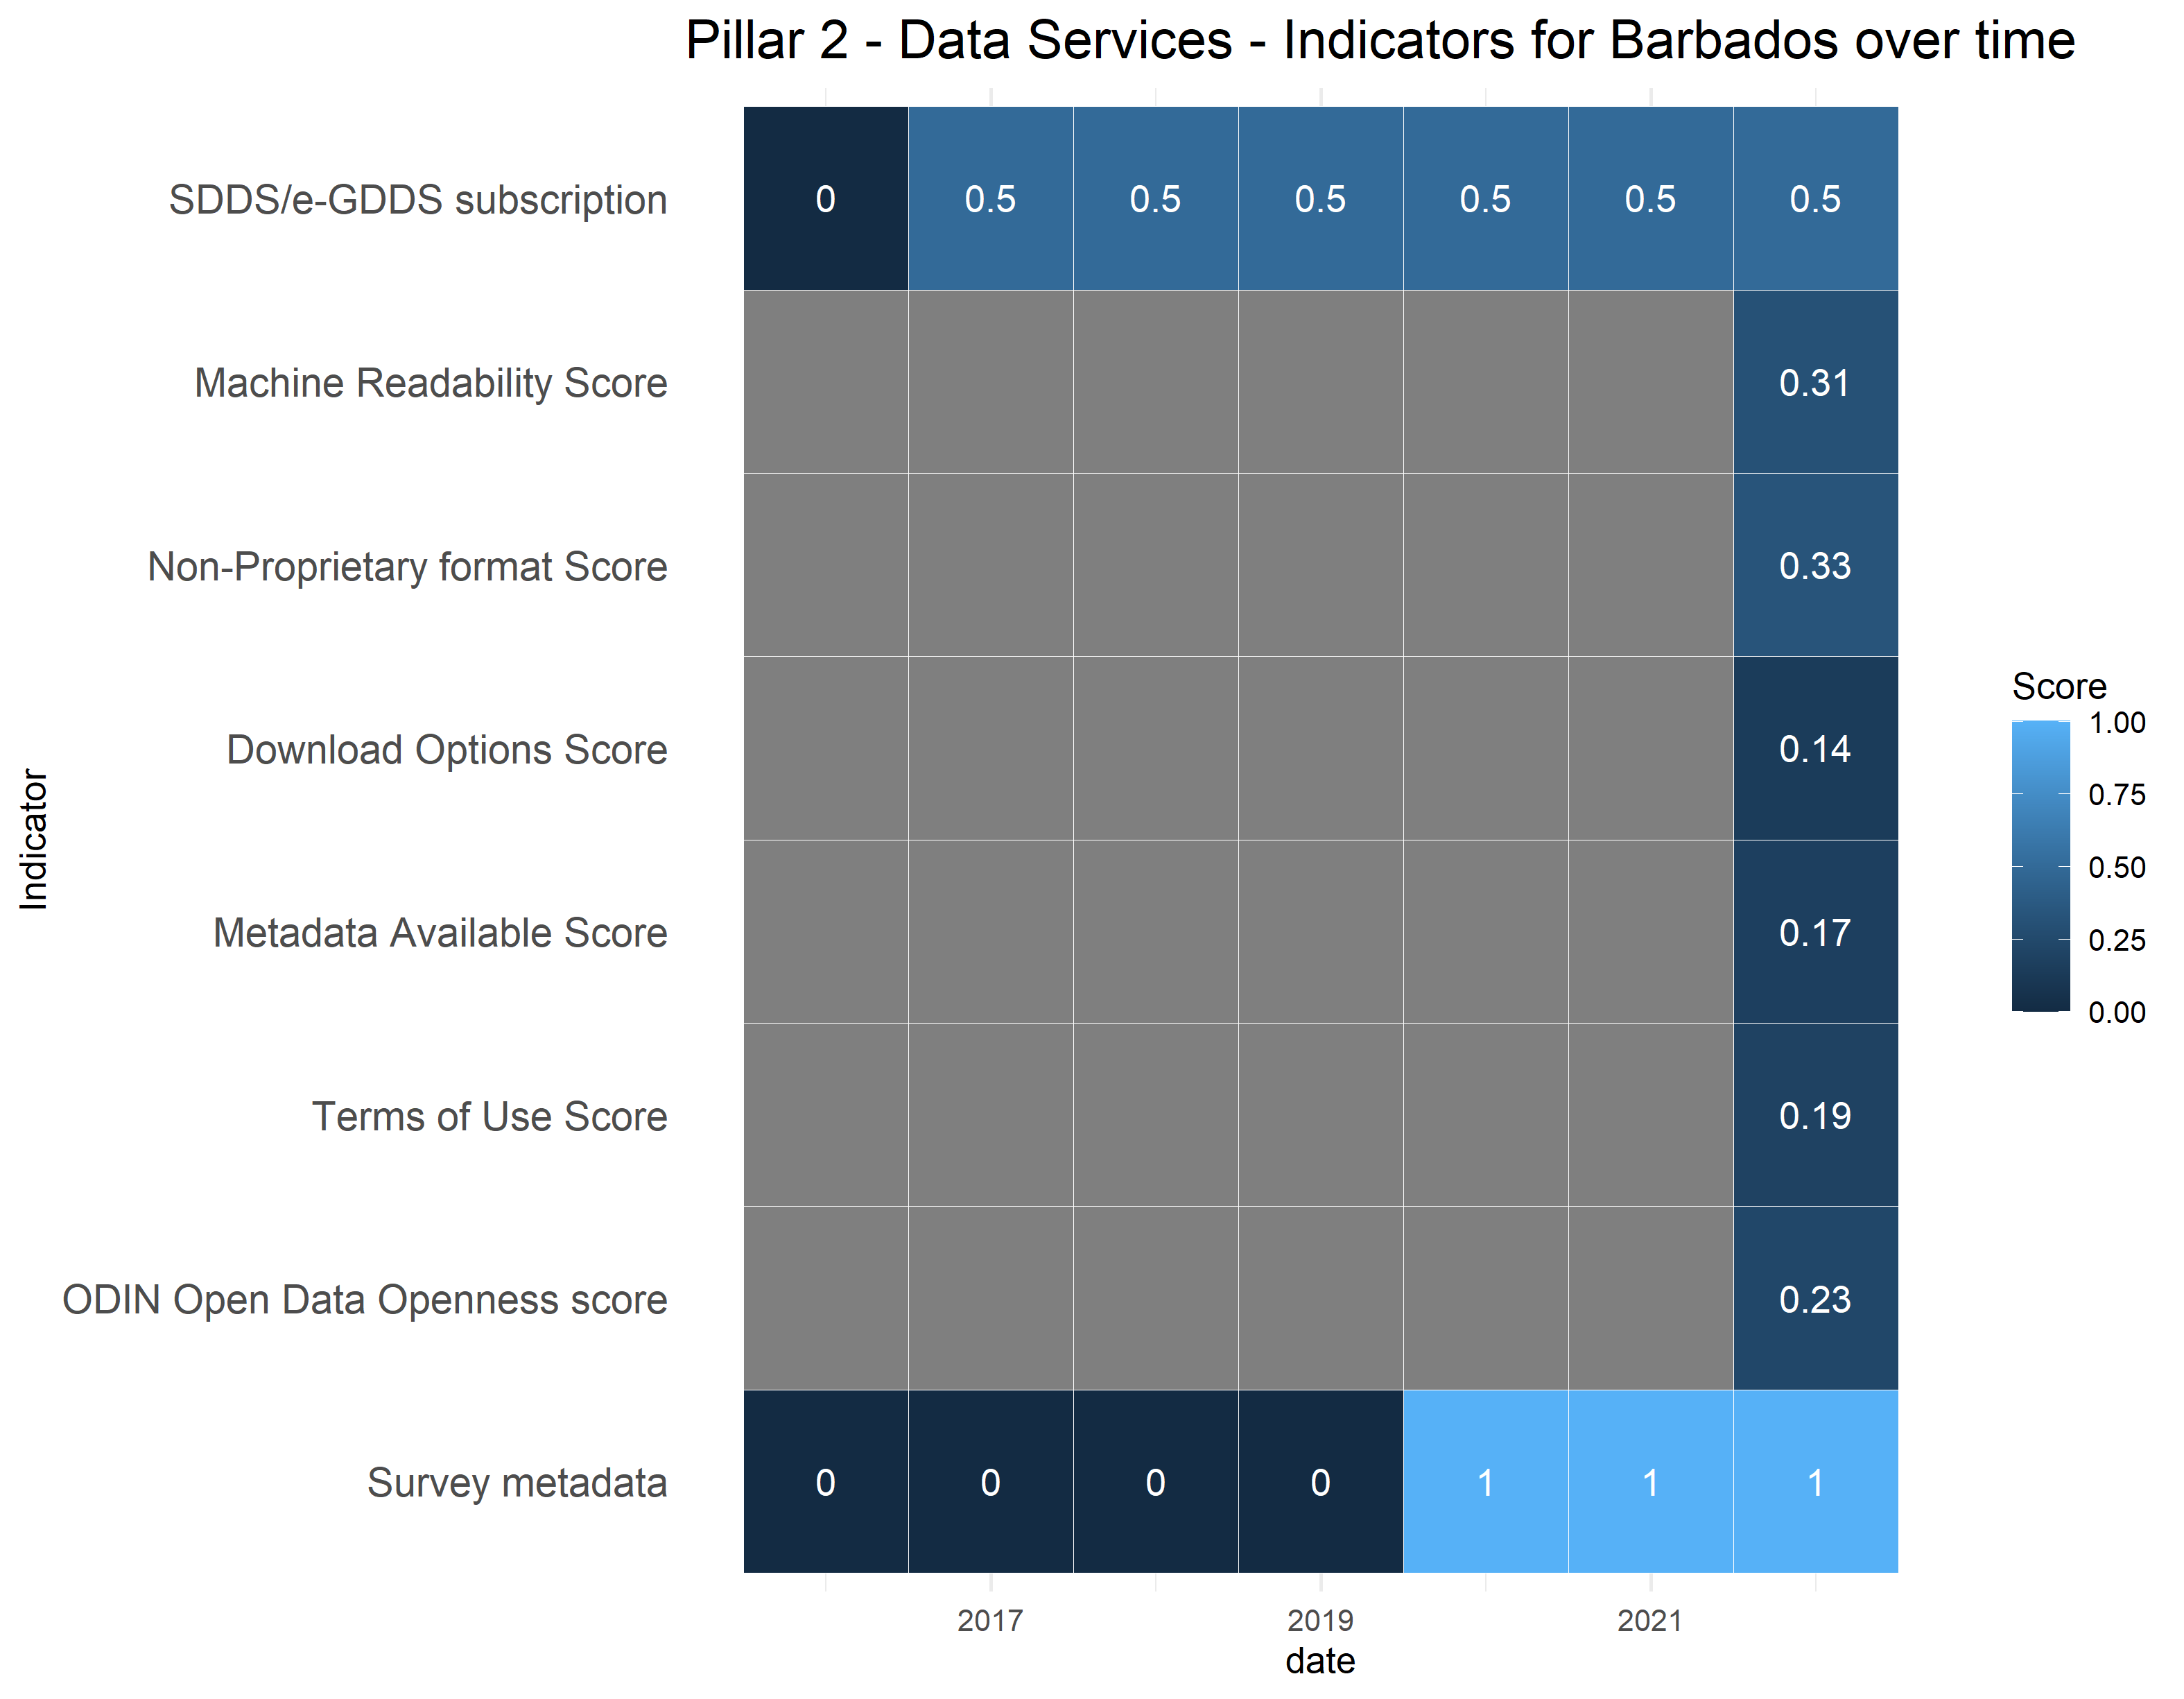 Pillar 2 - Data Services - Indicators for Barbados over time
Indicator
SDDS/e-GDDS subscription 0 0.5 0.5 0.5 0.5 0.5 0.5
Machine Readability Score 0.31
Non-Proprietary format Score 0.33
Download Options Score 0.14
Metadata Available Score 0.17
Terms of Use Score 0.19
ODIN Open Data Openness score 0.23
Survey metadata 0 0 0 0 1 1 1
2017 2019 2021
date
Score
1.00
0.75
0.50
0.25
0.00